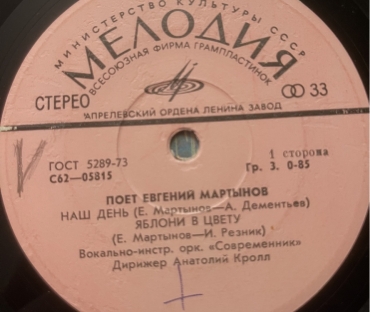 МИНИСТЕРСТВО КУЛЬТУРЫ СССР
МЕЛОДИЯ
ВСЕСОЮЗНАЯ ФИРМА ГРАМПЛАСТИНОК
СТЕРЕО
33
АПРЕЛЕВСКИЙ ОРДЕНА ЛЕНИНА ЗАВОД
ГОСТ 5289-73
1 сторона
С62—05815
Гр. 3. 0-85
ПОЕТ ЕВГЕНИЙ МАРТЫНОВ
НАШ ДЕНЬ (Е. Мартынов—А. Дементьев)
ЯБЛОНИ В ЦВЕТУ
(Е. Мартынов—И. Резник)
Вокально-инстр. орк. «Современник»
Дирижер Анатолий Кролл